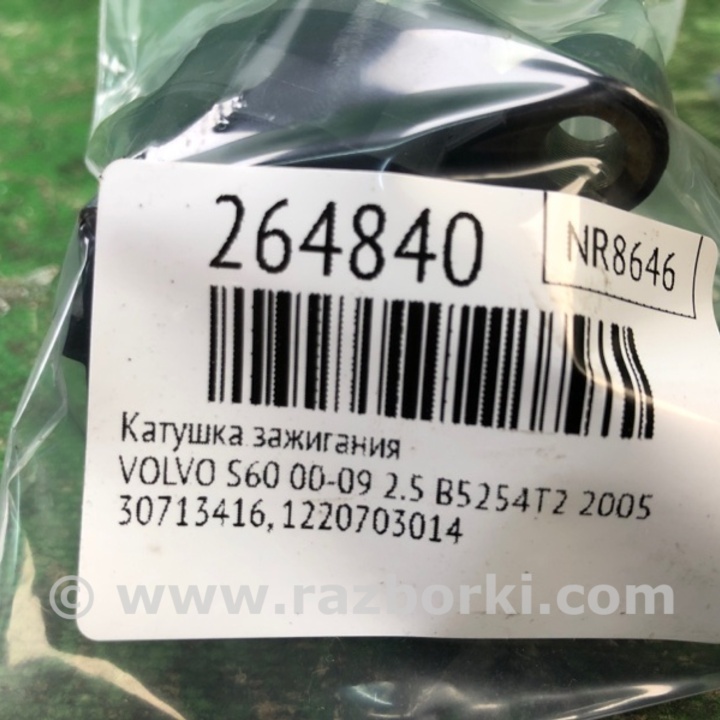 264840
NR8646
Катушка зажигания
VOLVO S60 00-09 2.5 B5254T2 2005
30713416, 1220703014
© www.razborki.com